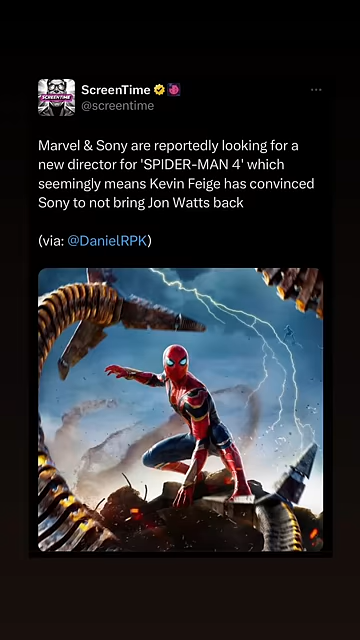 ScreenTime
@screentime
Marvel & Sony are reportedly looking for a
new director for 'SPIDER-MAN 4' which
seemingly means Kevin Feige has convinced
Sony to not bring Jon Watts back
(via: @DanielRPK)
SCREENTIME